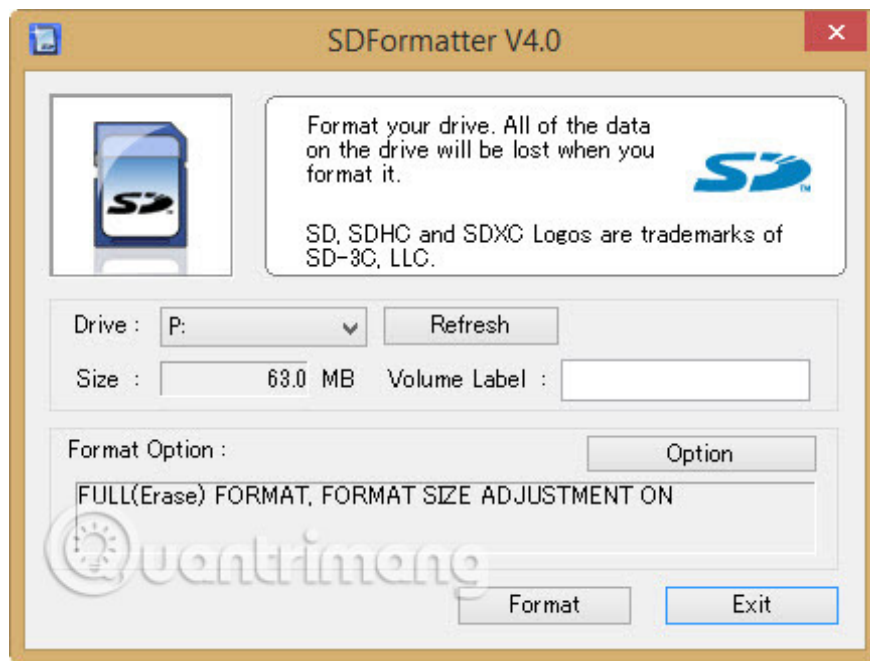 SDFormatter V4.0
Format your drive. All of the data
on the drive will be lost when you
format it.
SD, SDHC and SDXC Logos are trademarks of
SD-3C, LLC.
Drive : P: Refresh
Size : 63.0 MB Volume Label :
Format Option : Option
FULL(Erase) FORMAT, FORMAT SIZE ADJUSTMENT ON
Quantrimang
Format Exit